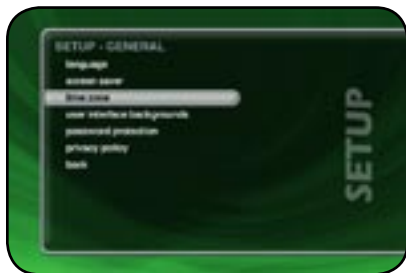 SETUP - GENERAL
language
screen saver
time zone
user interface backgrounds
password protection
privacy policy
back
SETUP